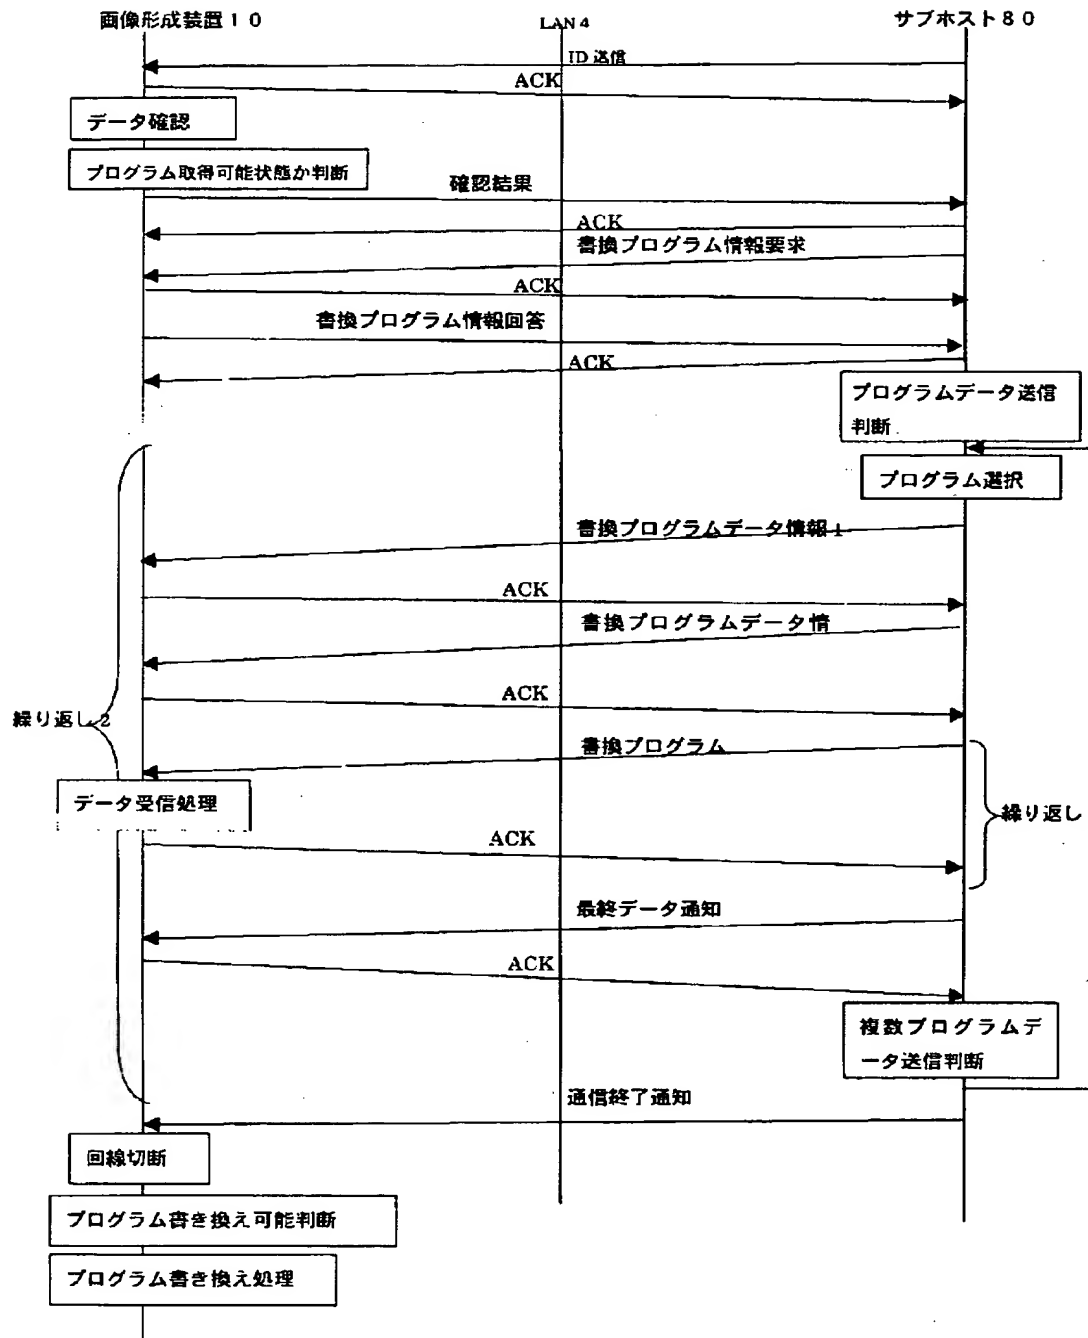 画像形成装置10
LAN4
サブホスト80
ID 送信
ACK
データ確認
プログラム取得可能状態か判断
確認結果
ACK
書換プログラム情報要求
ACK
書換プログラム情報回答
ACK
プログラムデータ送信
判断
プログラム選択
書換プログラムデータ情報1
ACK
書換プログラムデータ情
ACK
繰り返し2
書換プログラム
データ受信処理
繰り返し
ACK
最終データ通知
ACK
複数プログラムデ
ータ送信判断
通信終了通知
回線切断
プログラム書き換え可能判断
プログラム書き換え処理